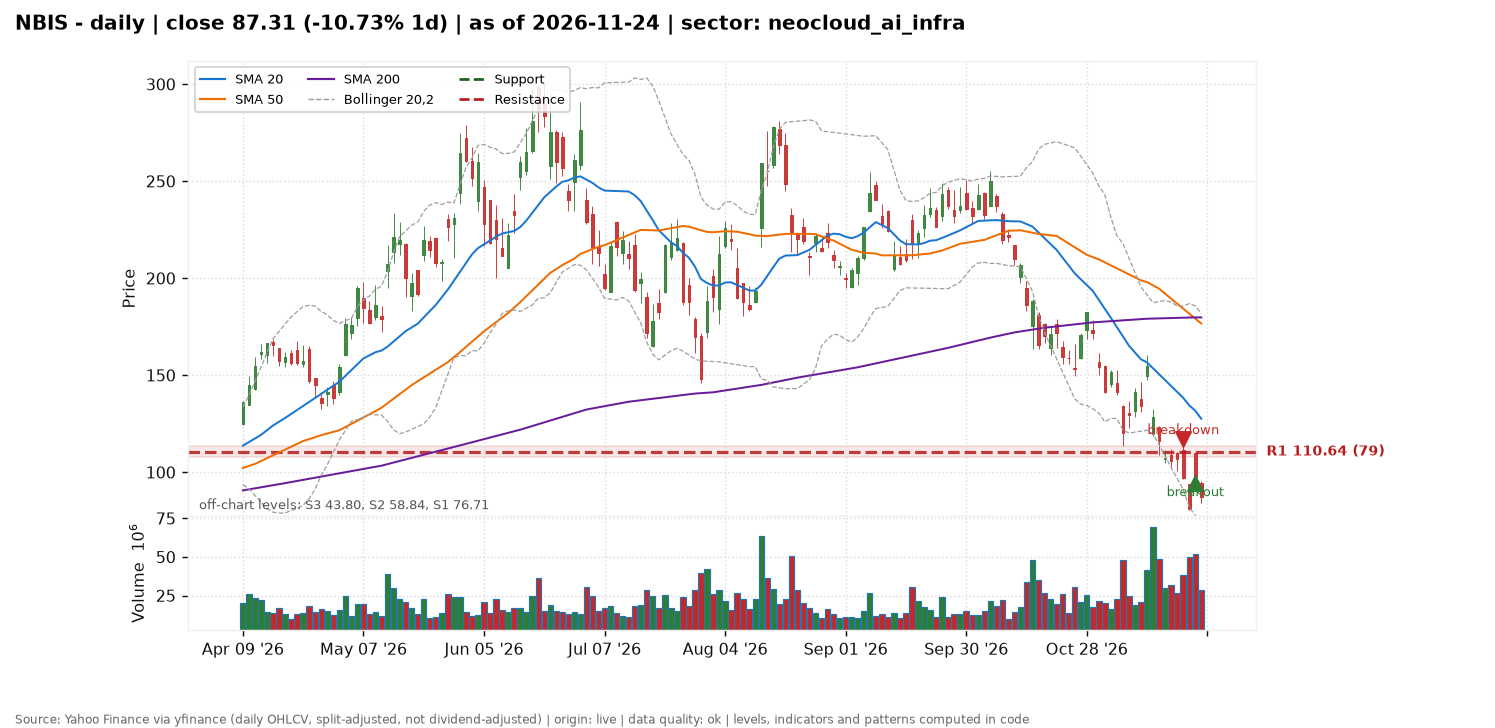 NBIS - daily | close 87.31 (-10.73% 1d) | as of 2026-11-24 | sector: neocloud_ai_infra
SMA 20
SMA 50
SMA 200
Bollinger 20,2
Support
Resistance
Price
300
250
200
150
100
breakdown
R1 110.64 (79)
breakout
off-chart levels: S3 43.80, S2 58.84, S1 76.71
Volume 10^6
75
50
25
Apr 09 '26
May 07 '26
Jun 05 '26
Jul 07 '26
Aug 04 '26
Sep 01 '26
Sep 30 '26
Oct 28 '26
Source: Yahoo Finance via yfinance (daily OHLCV, split-adjusted, not dividend-adjusted) | origin: live | data quality: ok | levels, indicators and patterns computed in code